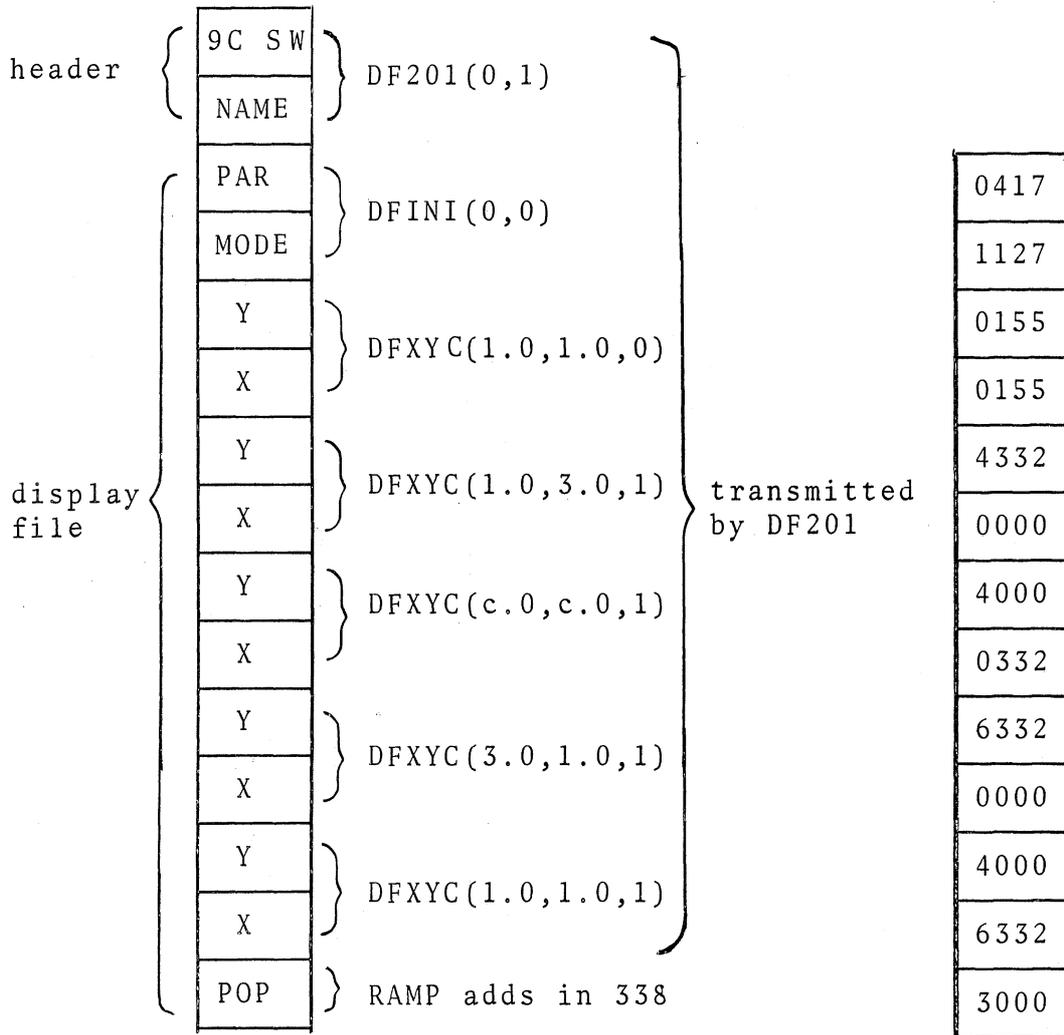 header
9C SW
NAME
DF201(0,1)
PAR
MODE
DFINI(0,0)
Y
X
DFXYC(1.0,1.0,0)
Y
X
DFXYC(1.0,3.0,1)
Y
X
DFXYC(c.0,c.0,1)
Y
X
DFXYC(3.0,1.0,1)
Y
X
DFXYC(1.0,1.0,1)
POP
RAMP adds in 338
display
file
transmitted
by DF201
0417
1127
0155
0155
4332
0000
4000
0332
6332
0000
4000
6332
3000